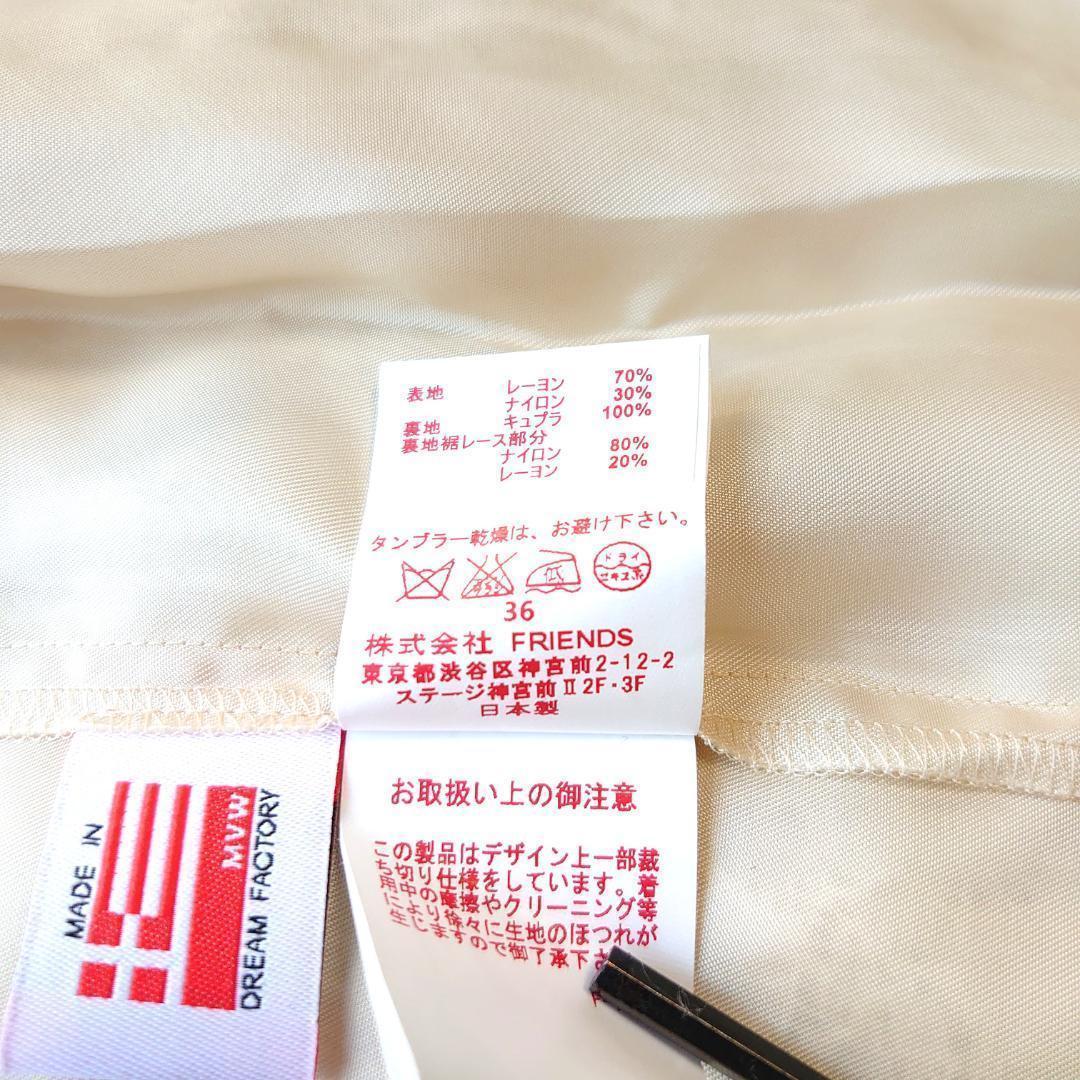 表地 レーヨン 70%
ナイロン 30%
裏地 キュプラ 100%
裏地裾レース部分
ナイロン 80%
レーヨン 20%
タンブラー乾燥は、お避け下さい。
低
ドライ
セキユ系
36
株式会社 FRIENDS
東京都渋谷区神宮前2-12-2
ステージ神宮前Ⅱ2F・3F
日本製
お取扱い上の御注意
この製品はデザイン上一部裁
ち切り仕様をしています。着
用中の摩擦やクリーニング等
により徐々に生地のほつれが
生じますので御了承下さ
MADE IN
MVW
DREAM FACTORY